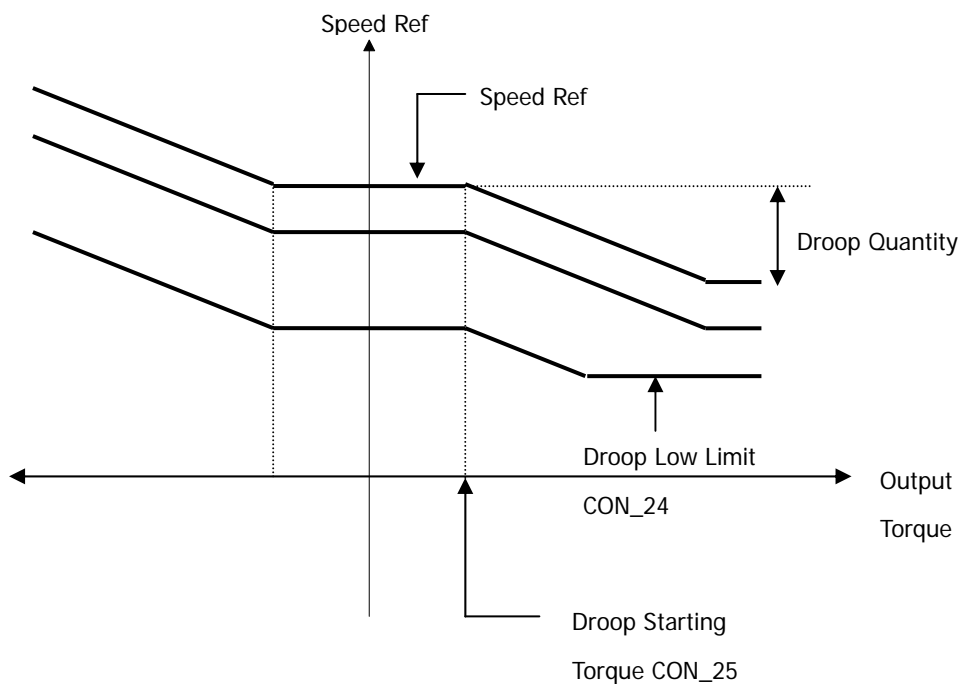 Speed Ref
Speed Ref
Droop Quantity
Droop Low Limit
CON_24
Output
Torque
Droop Starting
Torque CON_25